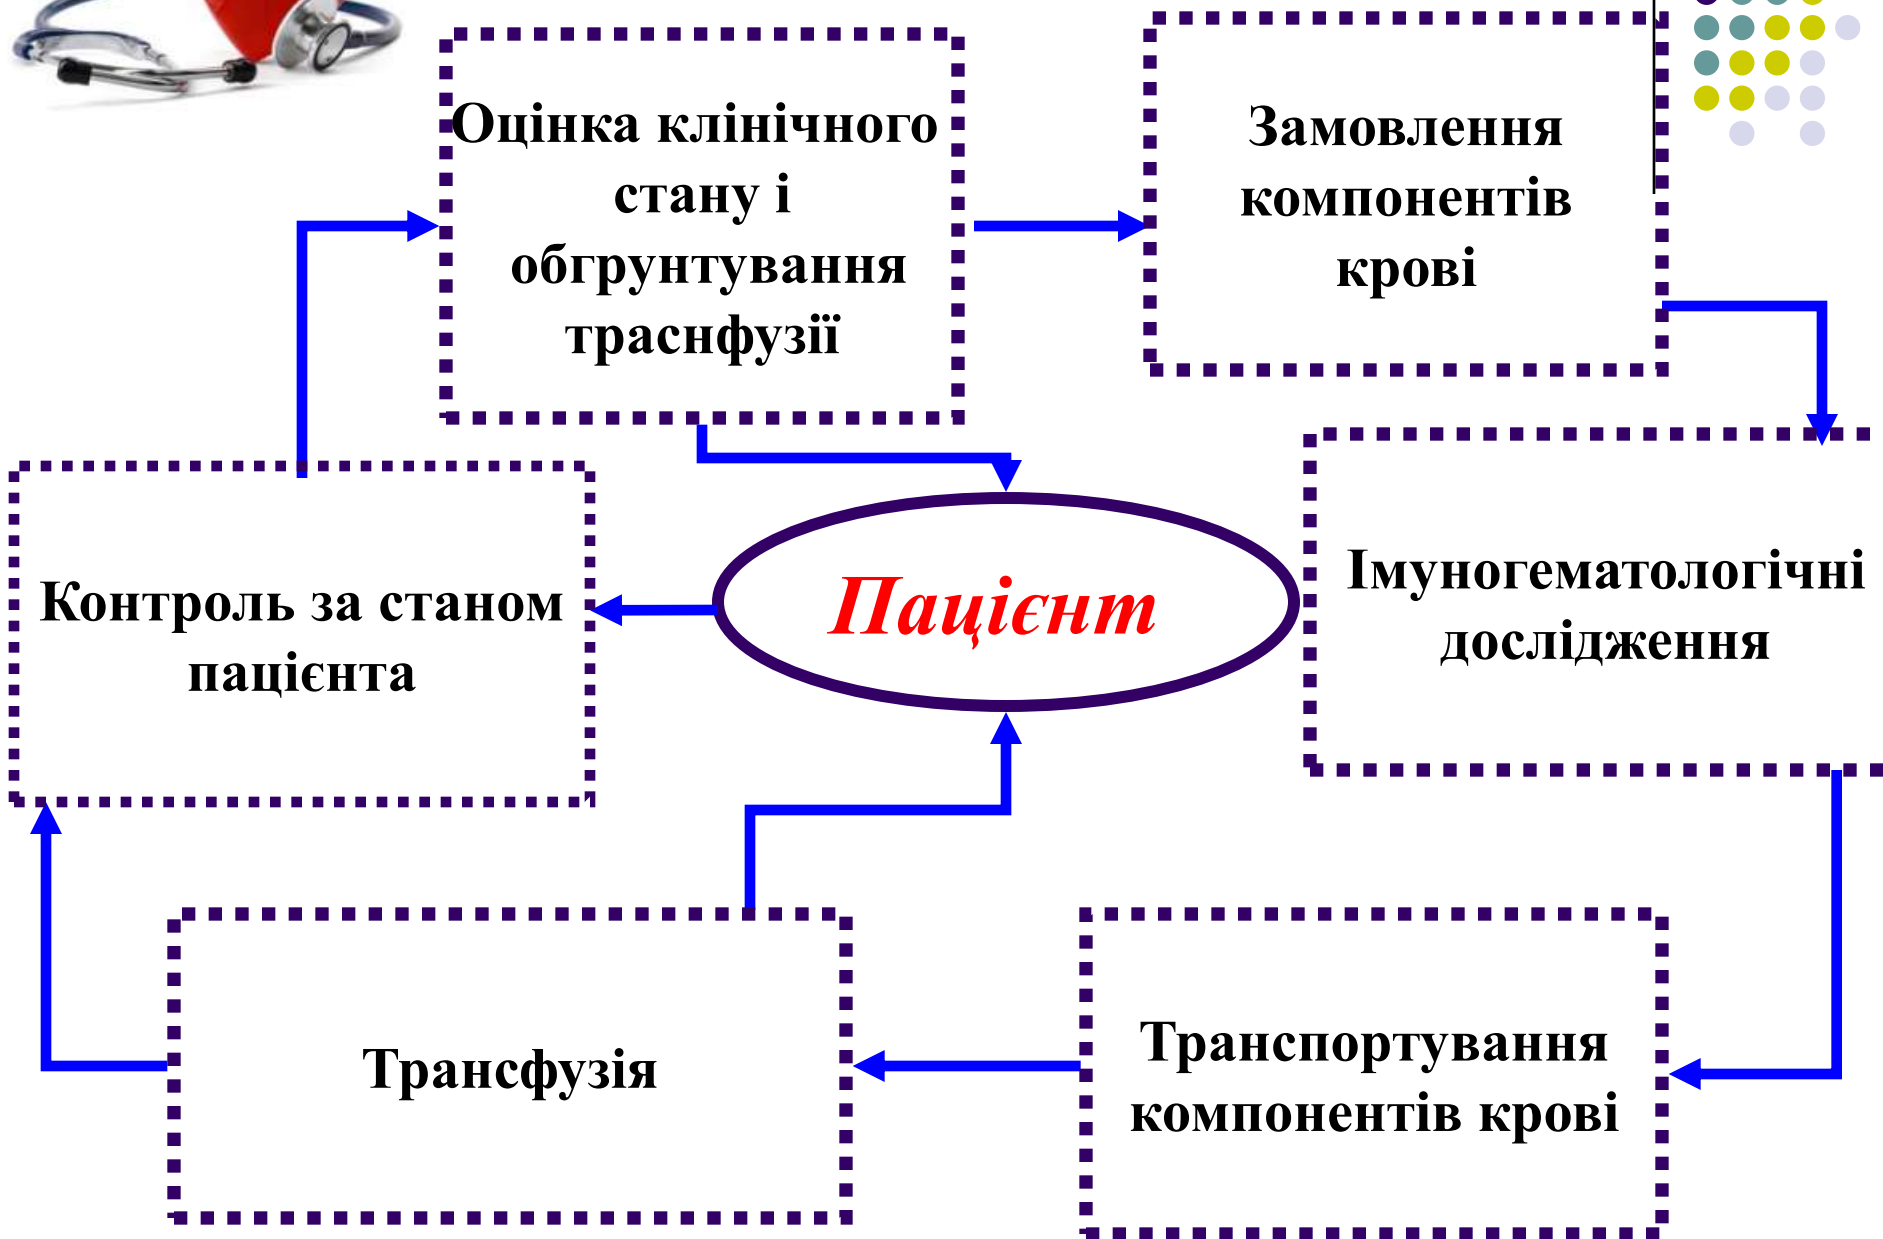 Оцінка клінічного
стану і
обгрунтування
траснфузії
Замовлення
компонентів
крові
Контроль за станом
пацієнта
Пацієнт
Імуногематологічні
дослідження
Трансфузія
Транспортування
компонентів крові